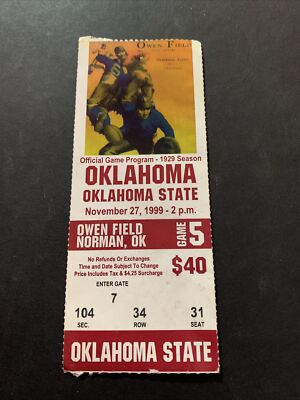 OWEN FIELD
Official Game Program - 1929 Season
OKLAHOMA
OKLAHOMA STATE
November 27, 1999 - 2 p.m.
OWEN FIELD
NORMAN, OK
GAME 5
No Refunds Or Exchanges
Time and Date Subject To Change
Price Includes Tax & $4.25 Surcharge
$40
ENTER GATE
7
104 34 31
SEC. ROW SEAT
OKLAHOMA STATE